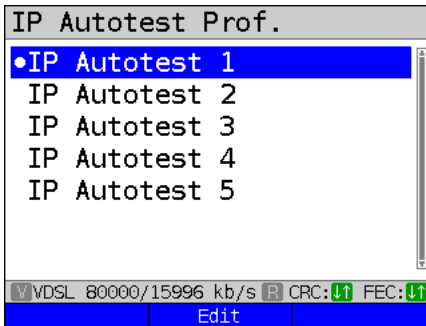 IP Autotest Prof.
●IP Autotest 1
IP Autotest 2
IP Autotest 3
IP Autotest 4
IP Autotest 5
V VDSL 80000/15996 kb/s R CRC:↓↑ FEC:↓↑
Edit